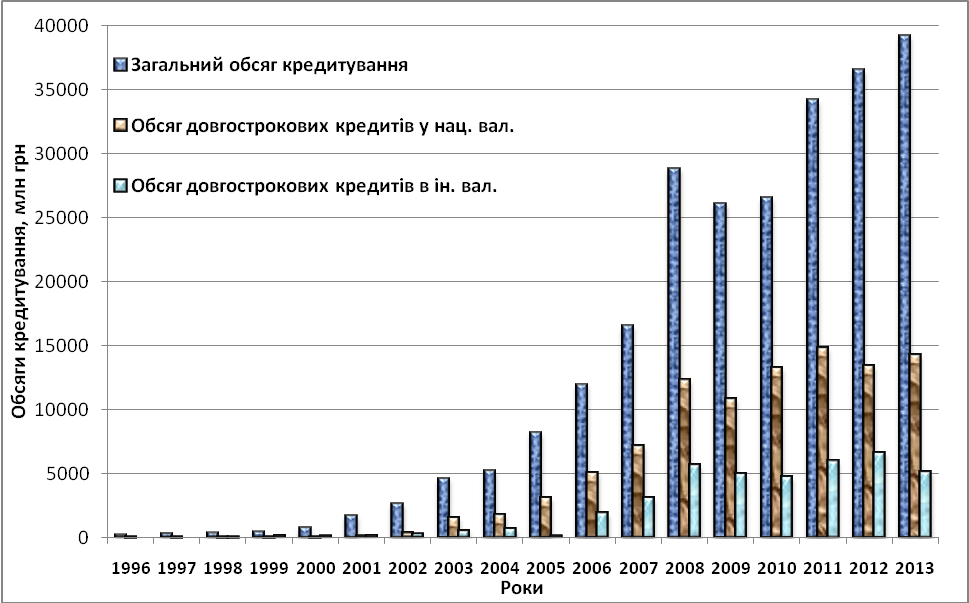 40000
35000
30000
25000
20000
15000
10000
5000
0
Обсяги кредитування, млн грн
Загальний обсяг кредитування
Обсяг довгострокових кредитів у нац. вал.
Обсяг довгострокових кредитів в ін. вал.
1996 1997 1998 1999 2000 2001 2002 2003 2004 2005 2006 2007 2008 2009 2010 2011 2012 2013
Роки